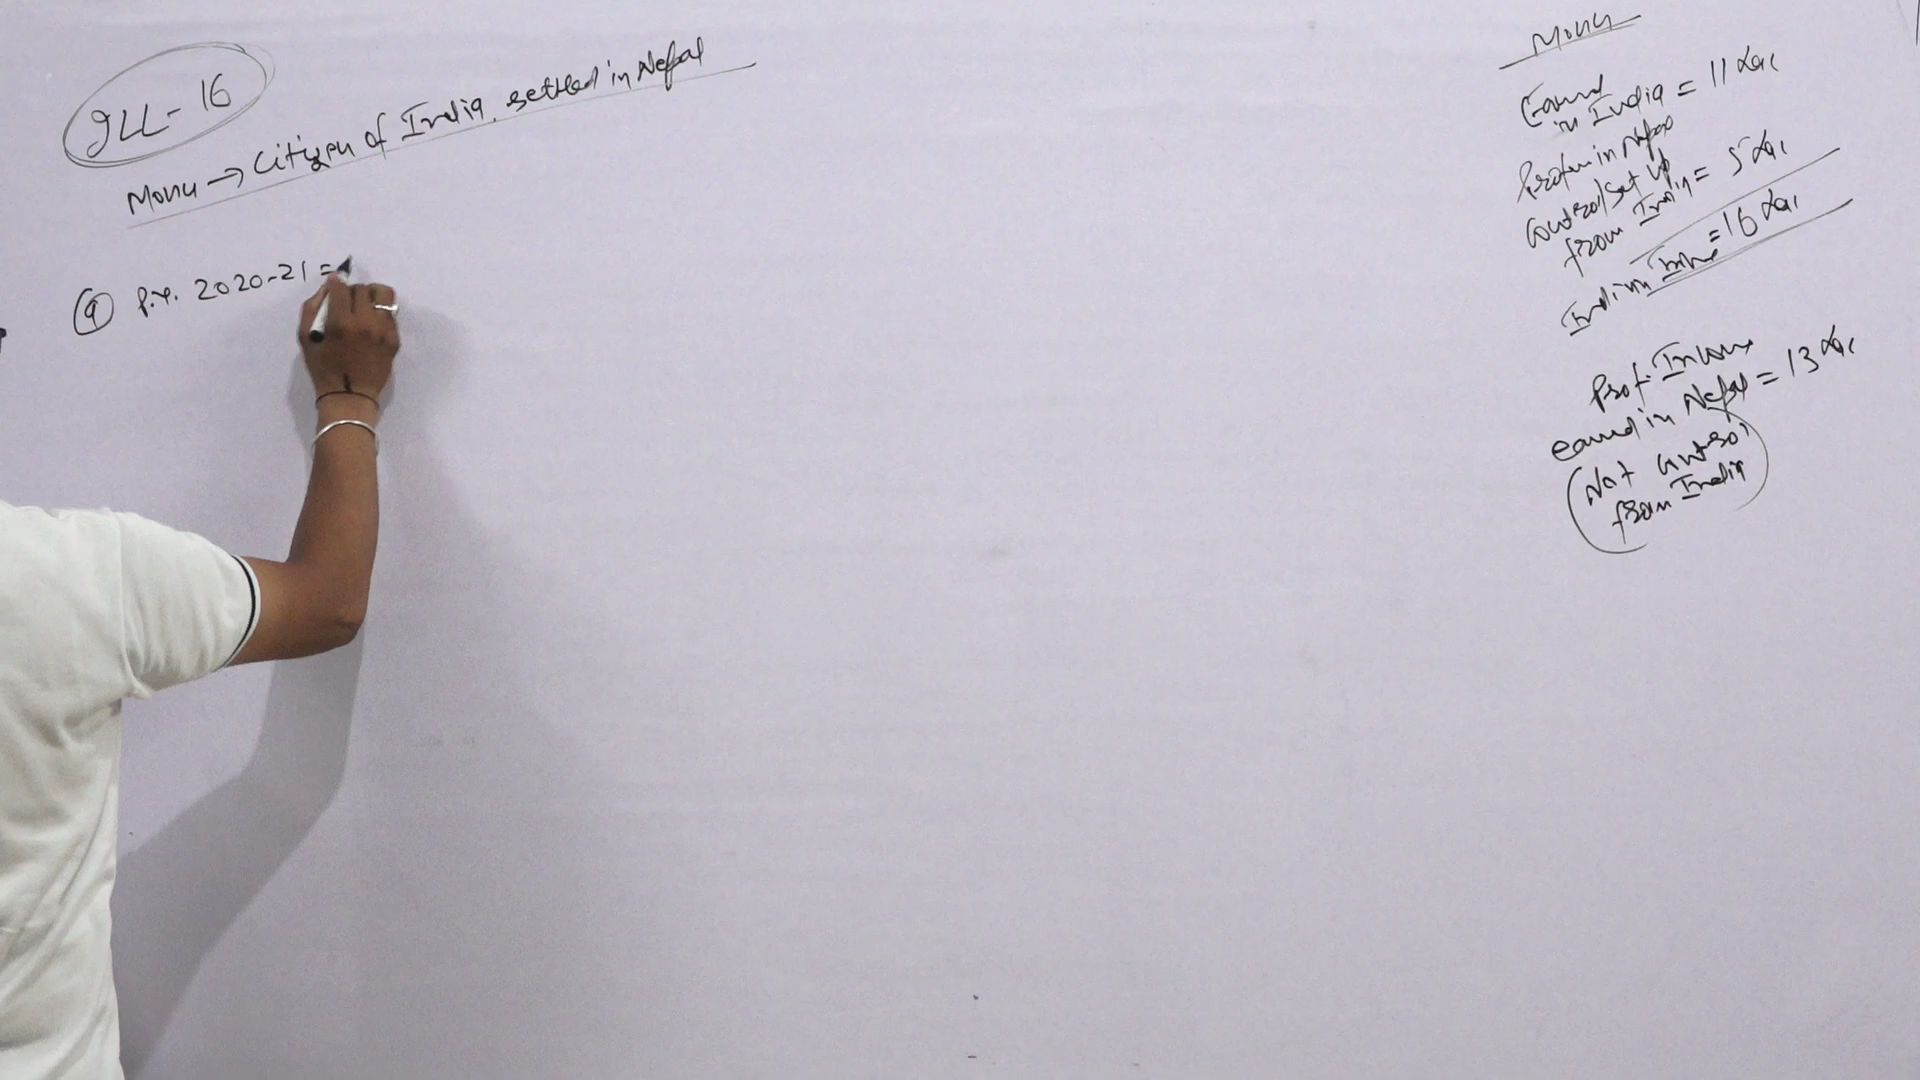 ILL-16
Monu → Citizen of India. settled in Nepal
(a) P.Y. 2020-21 =
Monu
Earned
in India = 11 Lac
Profession in Nepal
Control/set up
from India = 5 Lac
Indian Income = 16 Lac
Prof. Income
earned in Nepal = 13 Lac
(Not control
from India)